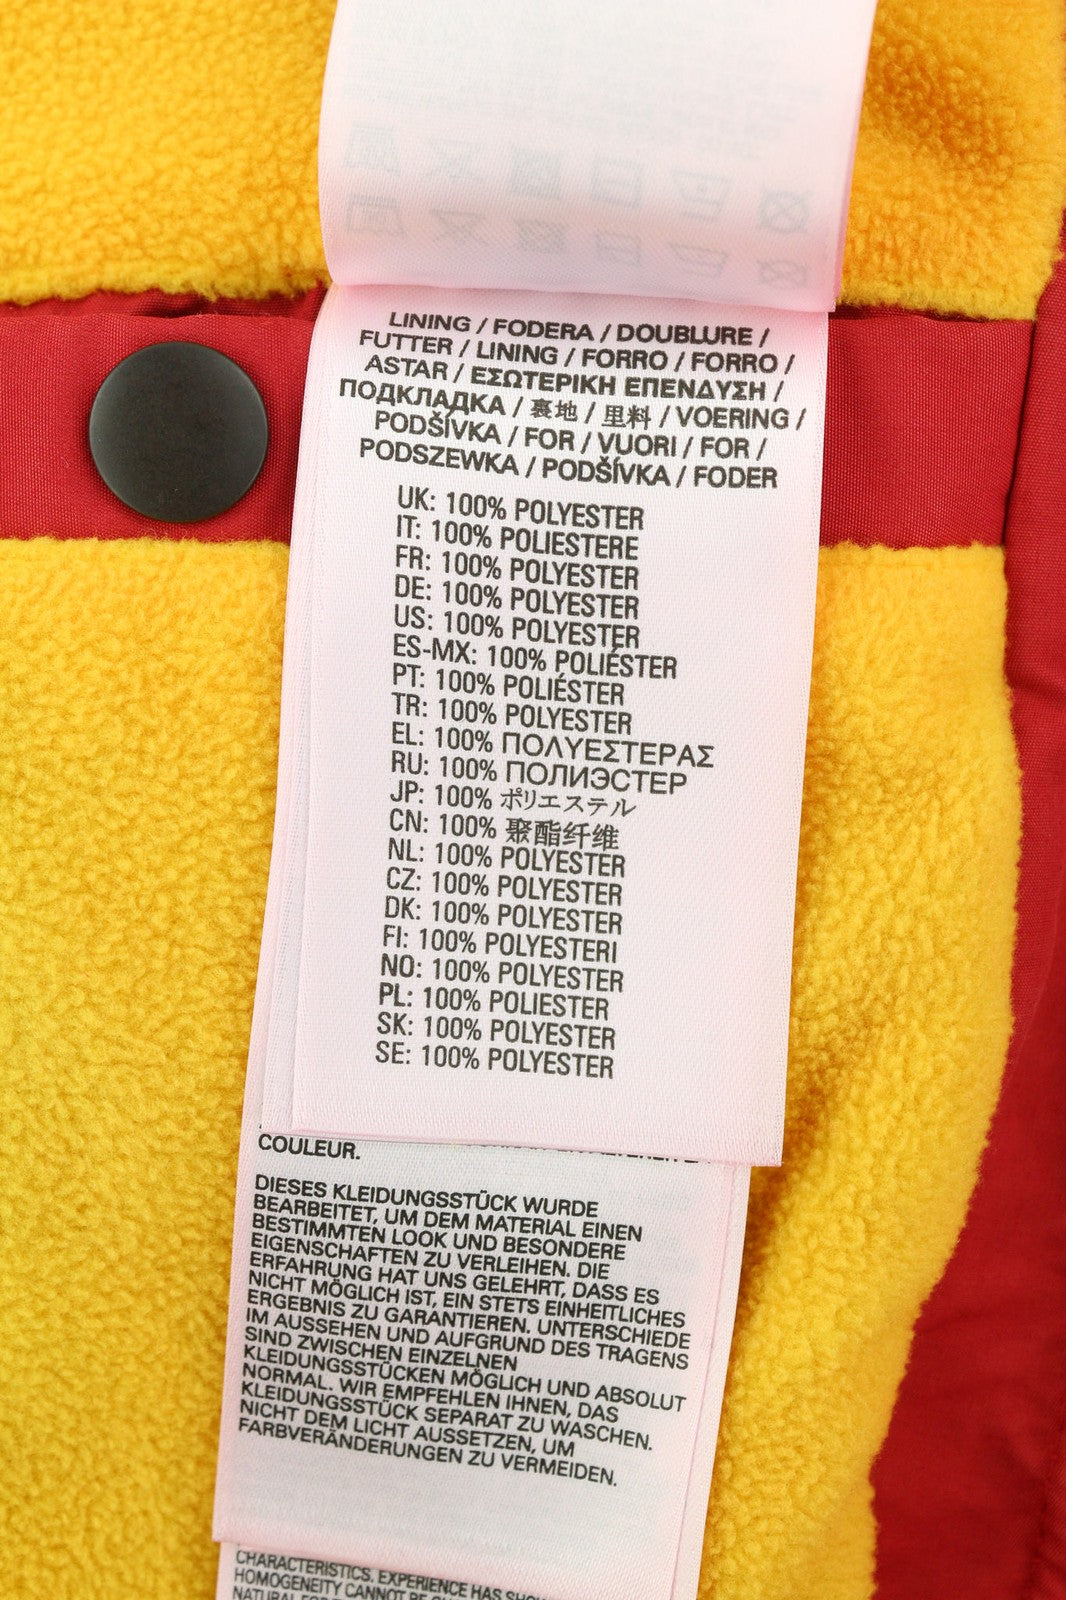 LINING / FODERA / DOUBLURE /
FUTTER / LINING / FORRO / FORRO /
ASTAR / ΕΣΩΤΕΡΙΚΗ ΕΠΕΝΔΥΣΗ /
ПОДКЛАДКА / 裏地 / 里料 / VOERING /
PODŠÍVKA / FOR / VUORI / FOR /
PODSZEWKA / PODŠÍVKA / FODER
UK: 100% POLYESTER
IT: 100% POLIESTERE
FR: 100% POLYESTER
DE: 100% POLYESTER
US: 100% POLYESTER
ES-MX: 100% POLIÉSTER
PT: 100% POLIÉSTER
TR: 100% POLYESTER
EL: 100% ΠΟΛΥΕΣΤΕΡΑΣ
RU: 100% ПОЛИЭСТЕР
JP: 100% ポリエステル
CN: 100% 聚酯纤维
NL: 100% POLYESTER
CZ: 100% POLYESTER
DK: 100% POLYESTER
FI: 100% POLYESTERI
NO: 100% POLYESTER
PL: 100% POLIESTER
SK: 100% POLYESTER
SE: 100% POLYESTER
COULEUR.
DIESES KLEIDUNGSSTÜCK WURDE
BEARBEITET, UM DEM MATERIAL EINEN
BESTIMMTEN LOOK UND BESONDERE
EIGENSCHAFTEN ZU VERLEIHEN. DIE
ERFAHRUNG HAT UNS GELEHRT, DASS ES
NICHT MÖGLICH IST, EIN STETS EINHEITLICHES
ERGEBNIS ZU GARANTIEREN. UNTERSCHIEDE
IM AUSSEHEN UND AUFGRUND DES TRAGENS
SIND ZWISCHEN EINZELNEN
KLEIDUNGSSTÜCKEN MÖGLICH UND ABSOLUT
NORMAL. WIR EMPFEHLEN IHNEN, DAS
KLEIDUNGSSTÜCK SEPARAT ZU WASCHEN.
NICHT DEM LICHT AUSSETZEN, UM
FARBVERÄNDERUNGEN ZU VERMEIDEN.
CHARACTERISTICS. EXPERIENCE HAS
HOMOGENEITY CANNOT BE
NATURAL